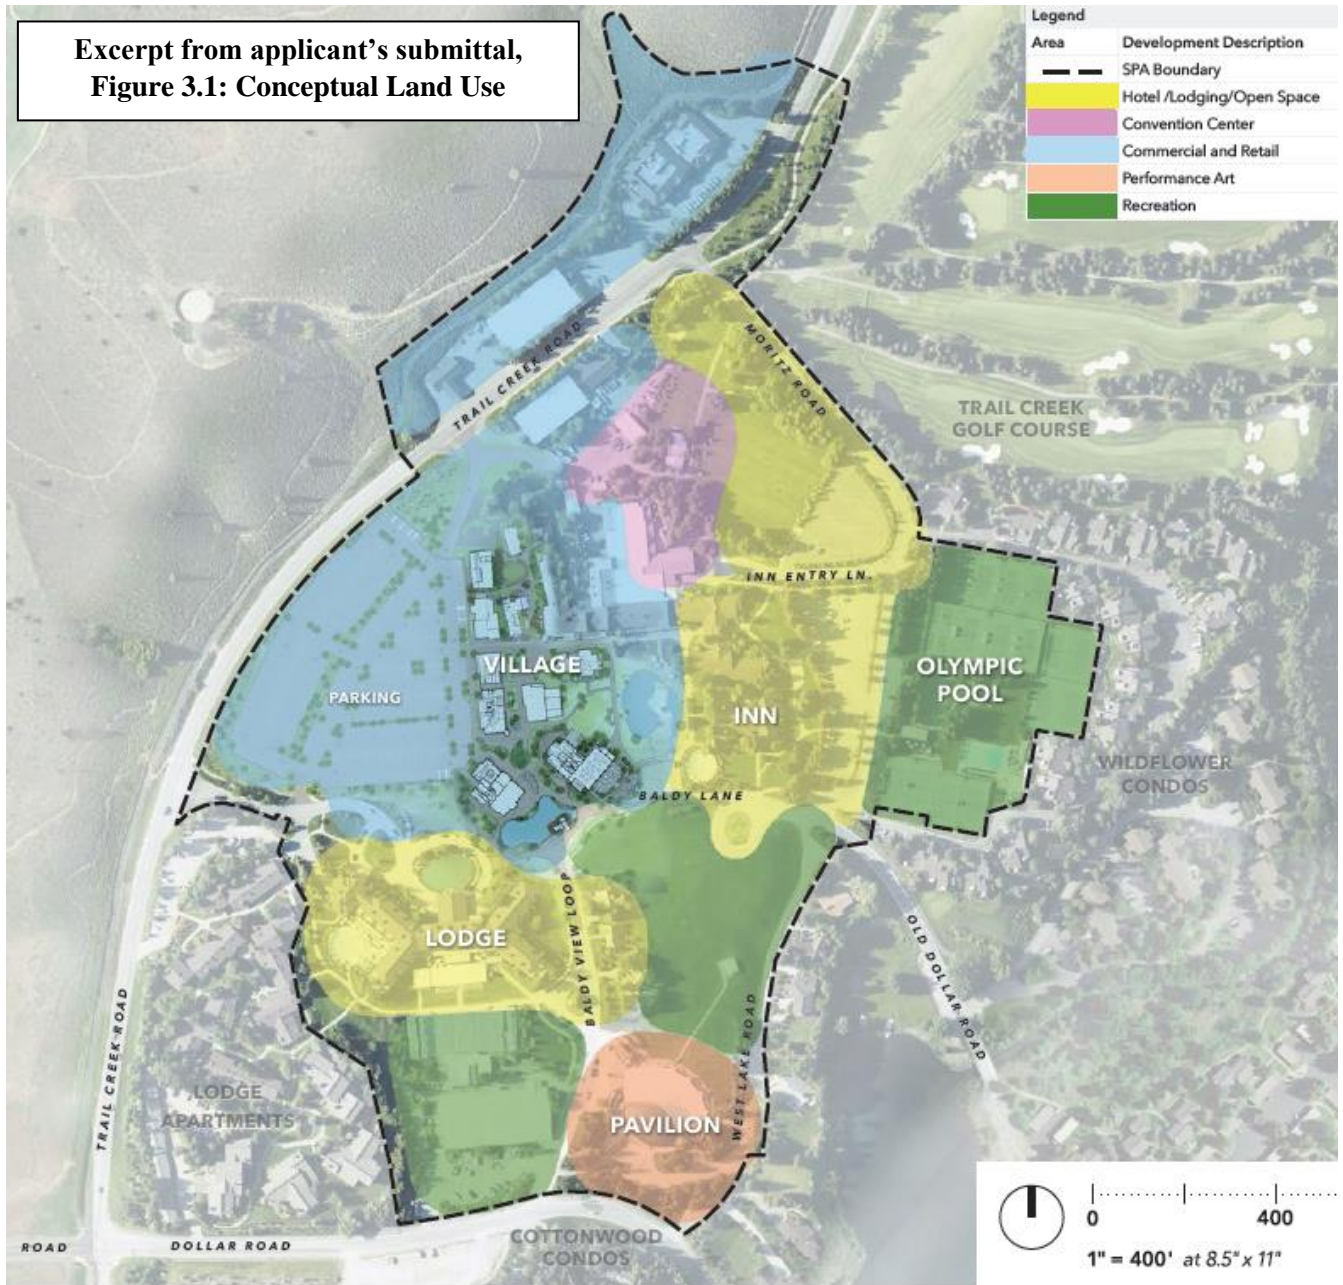 Excerpt from applicant's submittal,
Figure 3.1: Conceptual Land Use
Legend
Area Development Description
SPA Boundary
Hotel /Lodging/Open Space
Convention Center
Commercial and Retail
Performance Art
Recreation
TRAIL CREEK ROAD
MORITZ ROAD
TRAIL CREEK
GOLF COURSE
INN ENTRY LN.
VILLAGE
OLYMPIC
POOL
PARKING
INN
WILDFLOWER
CONDOS
BALDY LANE
LODGE
BALDY VIEW LOOP
OLD DOLLAR ROAD
TRAIL CREEK ROAD
WEST LAKE ROAD
LODGE
APARTMENTS
PAVILION
COTTONWOOD
CONDOS
ROAD
DOLLAR ROAD
0 400
1" = 400' at 8.5" x 11"